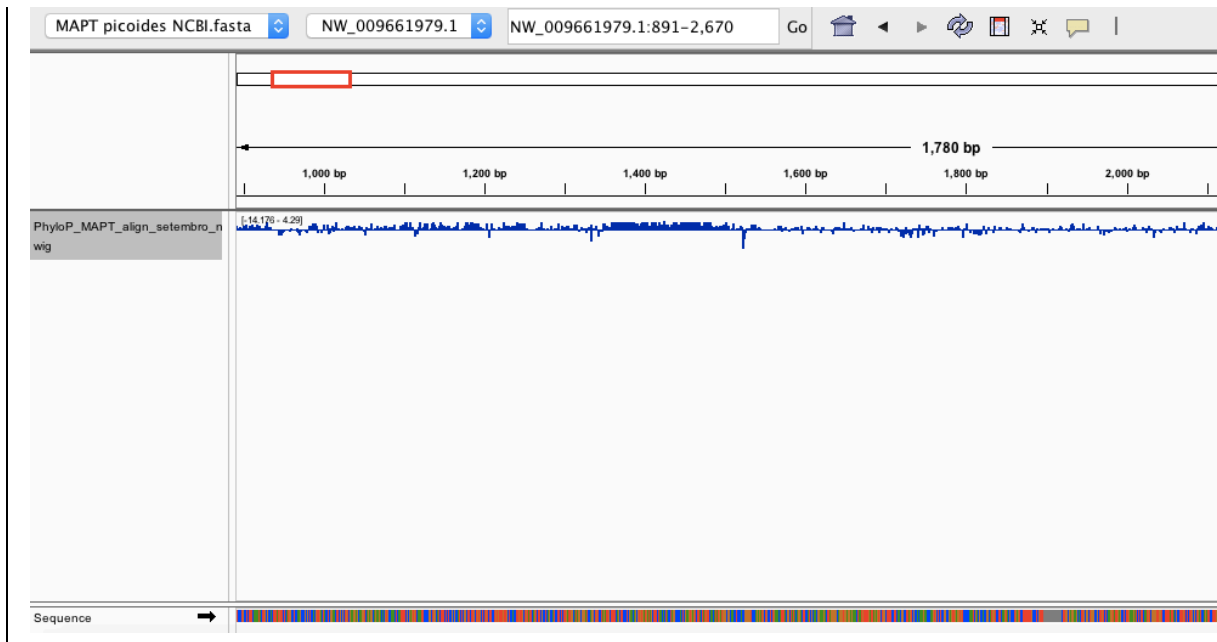 MAPT picoides NCBI.fasta NW_009661979.1 NW_009661979.1:891-2,670 Go
1,780 bp
1,000 bp 1,200 bp 1,400 bp 1,600 bp 1,800 bp 2,000 bp
[-14.176 - 4.29]
PhyloP_MAPT_align_setembro_n
wig
Sequence